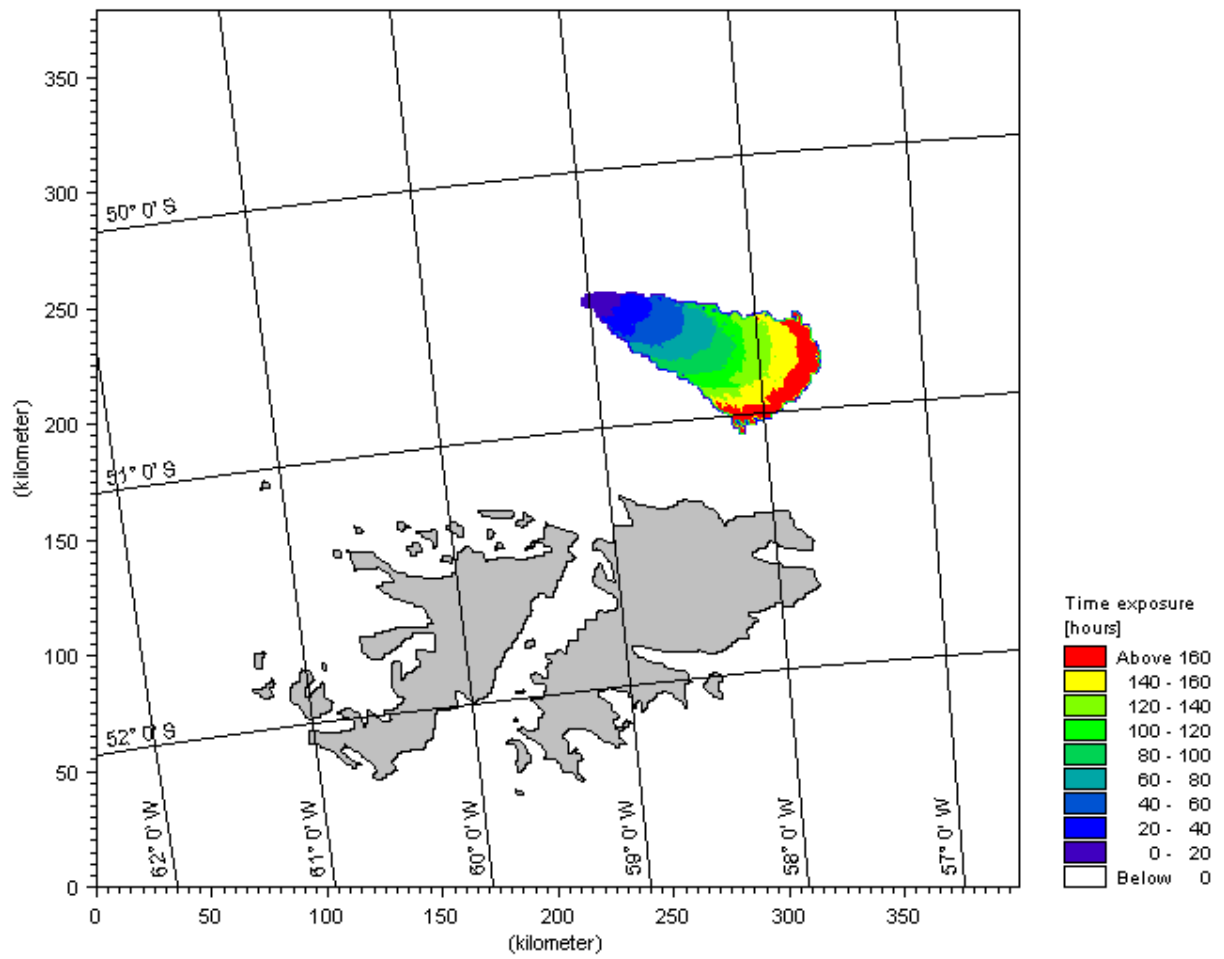 350
300
50° 0' S
250
(kilometer)
200
51° 0' S
150
100
52° 0' S
50
0
62° 0' W
61° 0' W
60° 0' W
59° 0' W
58° 0' W
57° 0' W
0 50 100 150 200 250 300 350
(kilometer)
Time exposure
[hours]
Above 160
140 - 160
120 - 140
100 - 120
80 - 100
60 - 80
40 - 60
20 - 40
0 - 20
Below 0